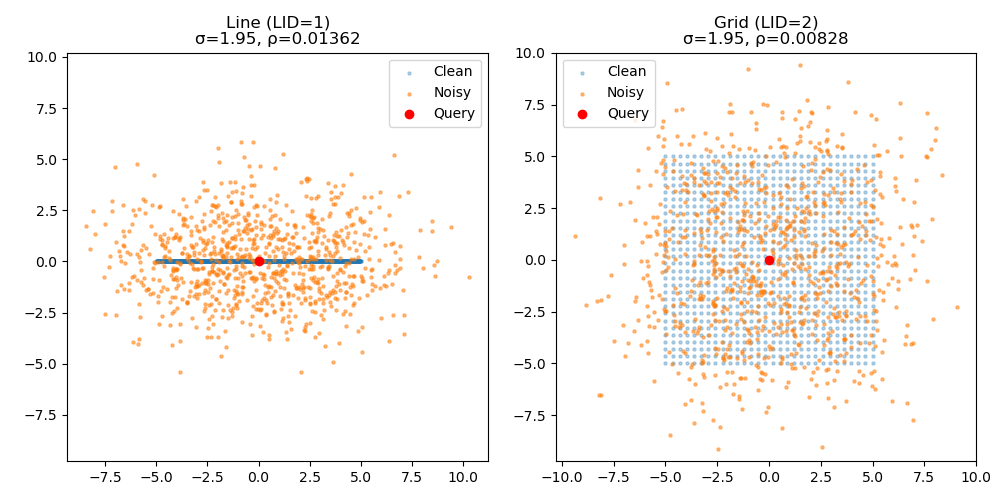 Line (LID=1)
σ=1.95, ρ=0.01362
Clean
Noisy
Query
10.0
7.5
5.0
2.5
0.0
−2.5
−5.0
−7.5
−7.5 −5.0 −2.5 0.0 2.5 5.0 7.5 10.0
Grid (LID=2)
σ=1.95, ρ=0.00828
Clean
Noisy
Query
10.0
7.5
5.0
2.5
0.0
−2.5
−5.0
−7.5
−10.0 −7.5 −5.0 −2.5 0.0 2.5 5.0 7.5 10.0